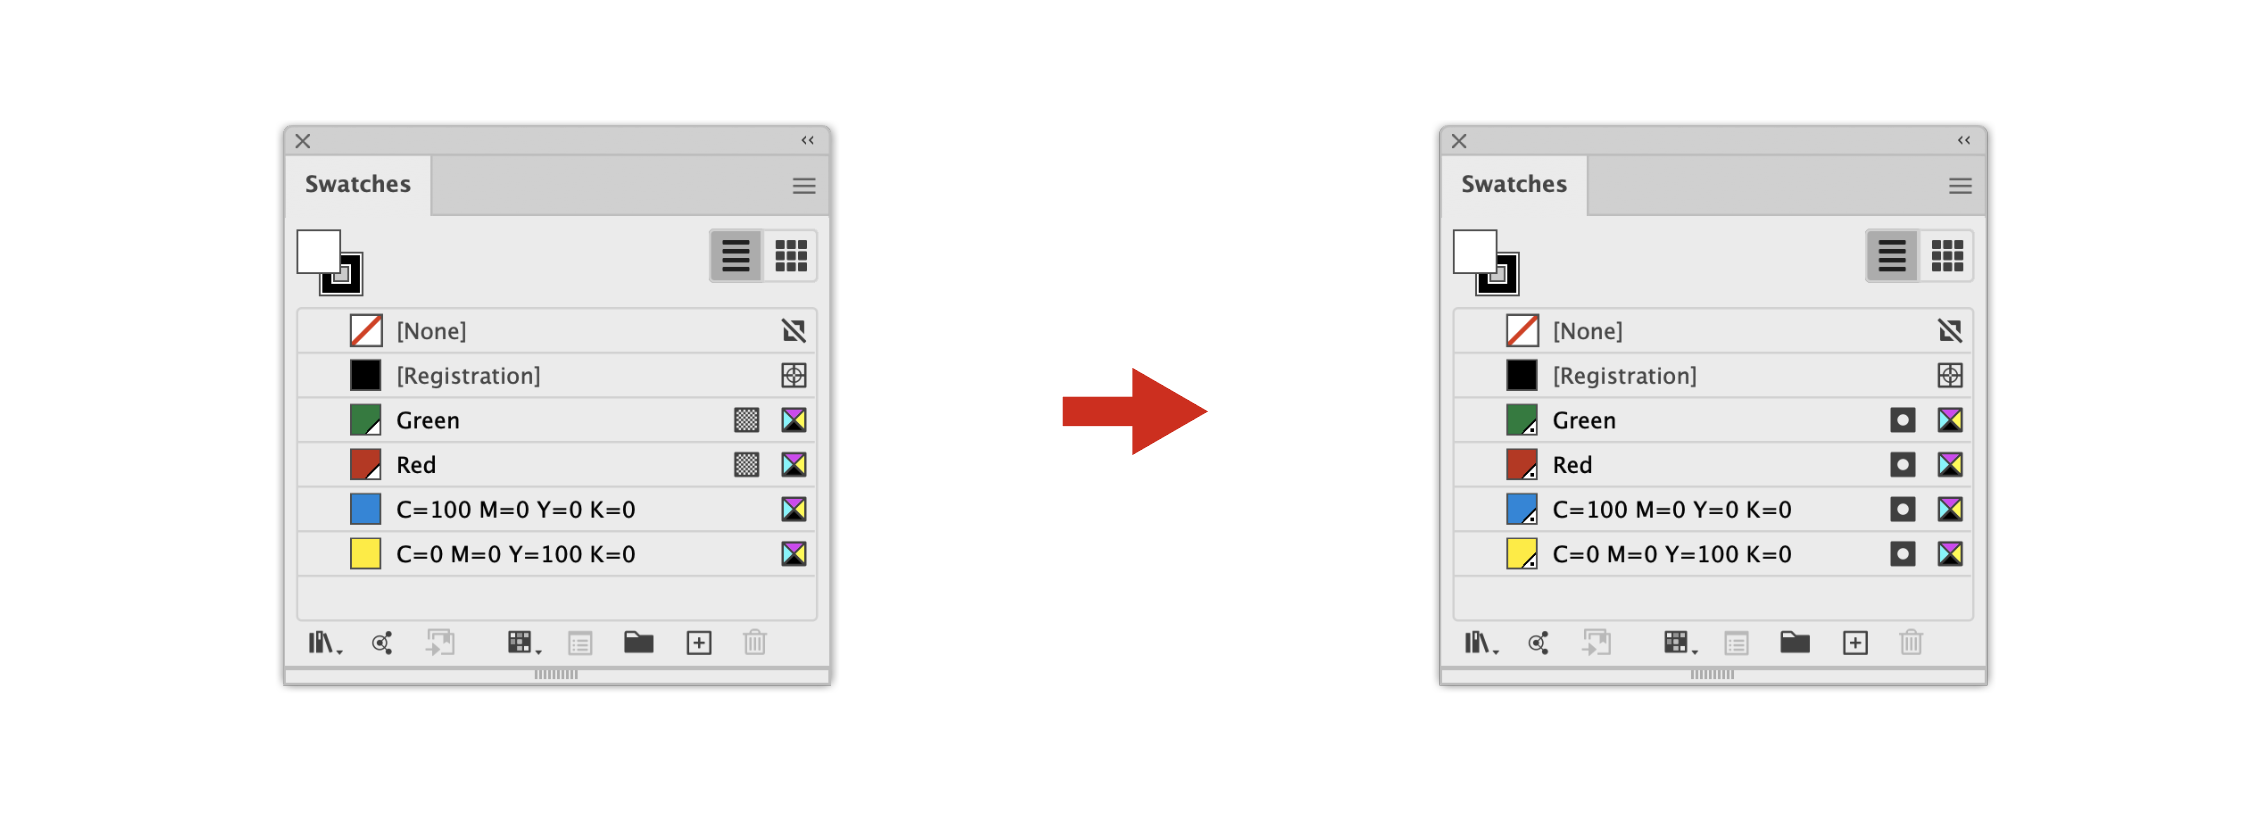 Swatches
[None]
[Registration]
Green
Red
C=100 M=0 Y=0 K=0
C=0 M=0 Y=100 K=0
Swatches
[None]
[Registration]
Green
Red
C=100 M=0 Y=0 K=0
C=0 M=0 Y=100 K=0